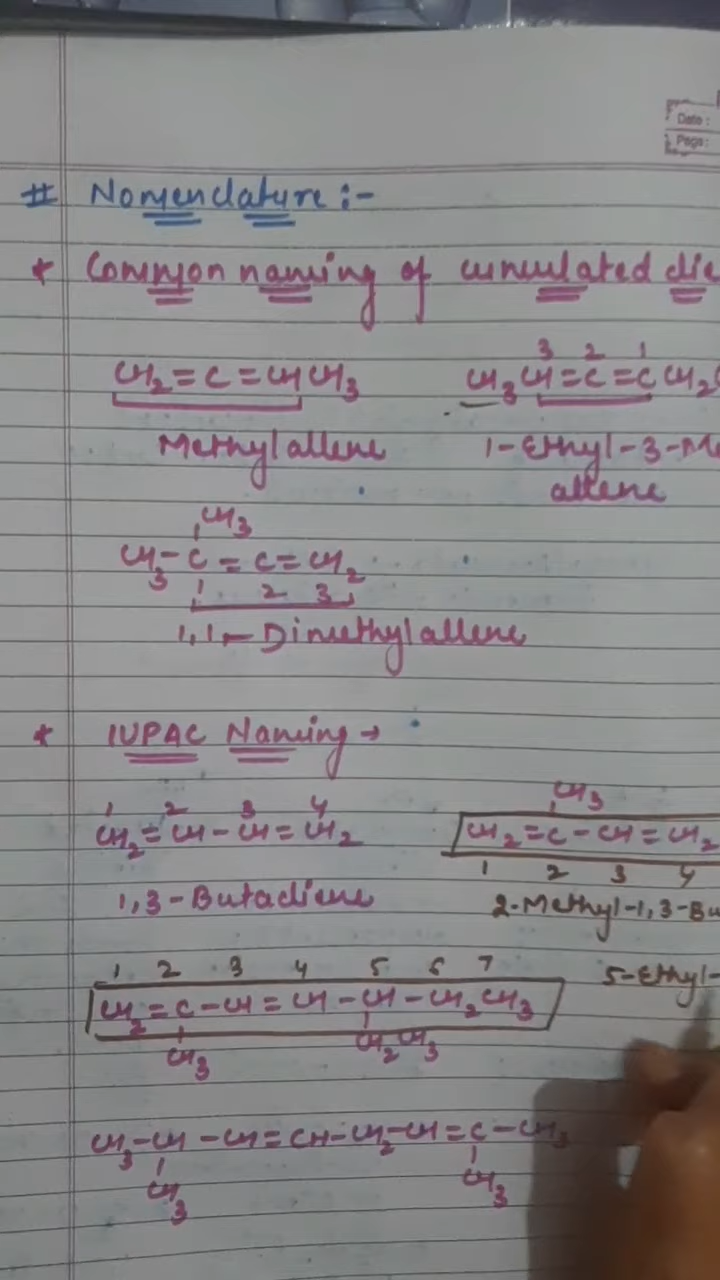 Date :
Page:
# Nomenclature :-
* Common naming of cumulated die
CH2=C=CHCH3
3 2 1
CH3CH=C=CCH2
Methylallene
1-Ethyl-3-Me
allene
CH3
CH3-C=C=CH2
1 2 3
1,1-Dimethylallene
* IUPAC Naming →
1 2 3 4
CH2=CH-CH=CH2
1,3-Butadiene
CH3
CH2=C-CH=CH2
1 2 3 4
2-Methyl-1,3-Bu
1 2 3 4 5 6 7
CH2=C-CH=CH-CH-CH2CH3
CH3 CH2CH3
5-Ethyl-
CH3-CH-CH=CH-CH2-CH=C-CH3
CH3 CH3